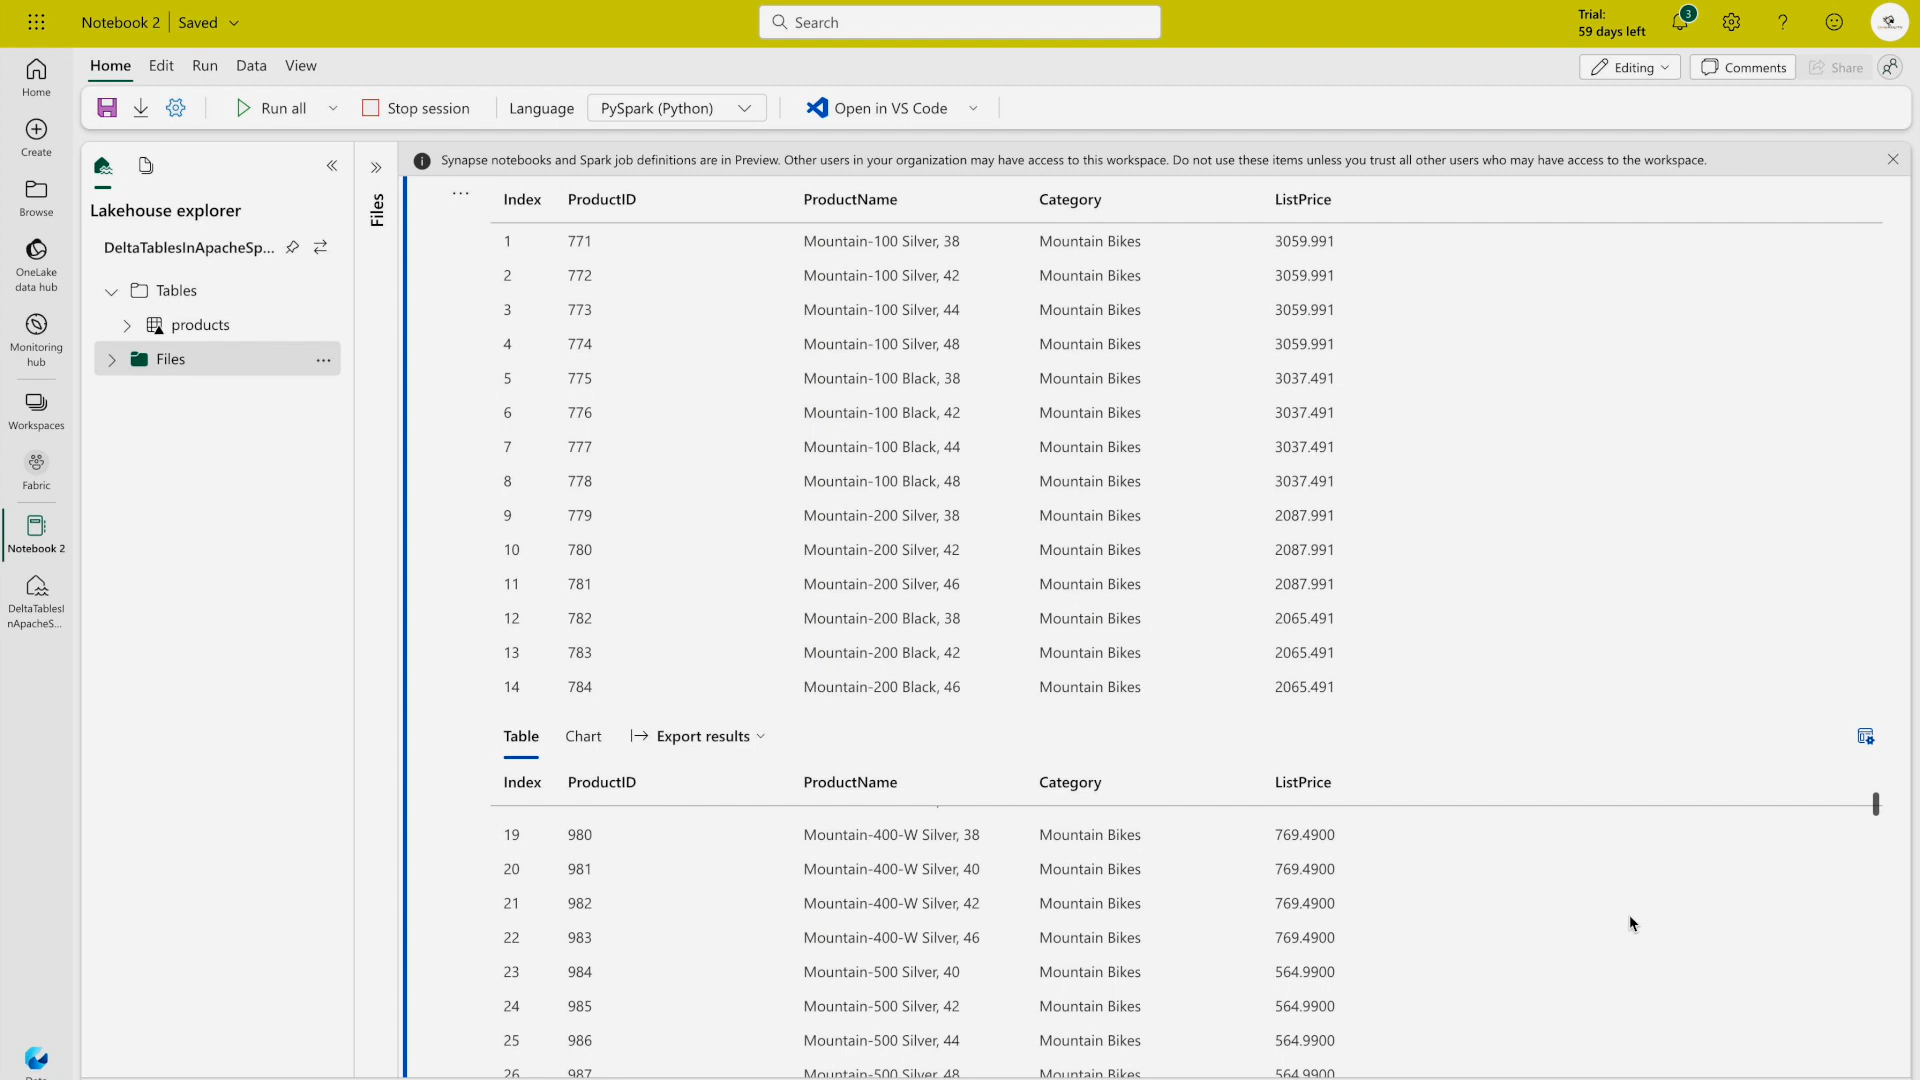 Notebook 2 Saved
Search
Trial:
59 days left
3
Home Edit Run Data View
Editing Comments Share
Run all Stop session Language PySpark (Python) Open in VS Code
Home
Create
Browse
OneLake
data hub
Monitoring
hub
Workspaces
Fabric
Notebook 2
DeltaTablesI
nApacheS...
Lakehouse explorer
DeltaTablesInApacheSp...
Tables
products
Files
Files
Synapse notebooks and Spark job definitions are in Preview. Other users in your organization may have access to this workspace. Do not use these items unless you trust all other users who may have access to the workspace.
Index ProductID ProductName Category ListPrice
1 771 Mountain-100 Silver, 38 Mountain Bikes 3059.991
2 772 Mountain-100 Silver, 42 Mountain Bikes 3059.991
3 773 Mountain-100 Silver, 44 Mountain Bikes 3059.991
4 774 Mountain-100 Silver, 48 Mountain Bikes 3059.991
5 775 Mountain-100 Black, 38 Mountain Bikes 3037.491
6 776 Mountain-100 Black, 42 Mountain Bikes 3037.491
7 777 Mountain-100 Black, 44 Mountain Bikes 3037.491
8 778 Mountain-100 Black, 48 Mountain Bikes 3037.491
9 779 Mountain-200 Silver, 38 Mountain Bikes 2087.991
10 780 Mountain-200 Silver, 42 Mountain Bikes 2087.991
11 781 Mountain-200 Silver, 46 Mountain Bikes 2087.991
12 782 Mountain-200 Black, 38 Mountain Bikes 2065.491
13 783 Mountain-200 Black, 42 Mountain Bikes 2065.491
14 784 Mountain-200 Black, 46 Mountain Bikes 2065.491
Table Chart Export results
Index ProductID ProductName Category ListPrice
19 980 Mountain-400-W Silver, 38 Mountain Bikes 769.4900
20 981 Mountain-400-W Silver, 40 Mountain Bikes 769.4900
21 982 Mountain-400-W Silver, 42 Mountain Bikes 769.4900
22 983 Mountain-400-W Silver, 46 Mountain Bikes 769.4900
23 984 Mountain-500 Silver, 40 Mountain Bikes 564.9900
24 985 Mountain-500 Silver, 42 Mountain Bikes 564.9900
25 986 Mountain-500 Silver, 44 Mountain Bikes 564.9900
26 987 Mountain-500 Silver, 48 Mountain Bikes 564.9900